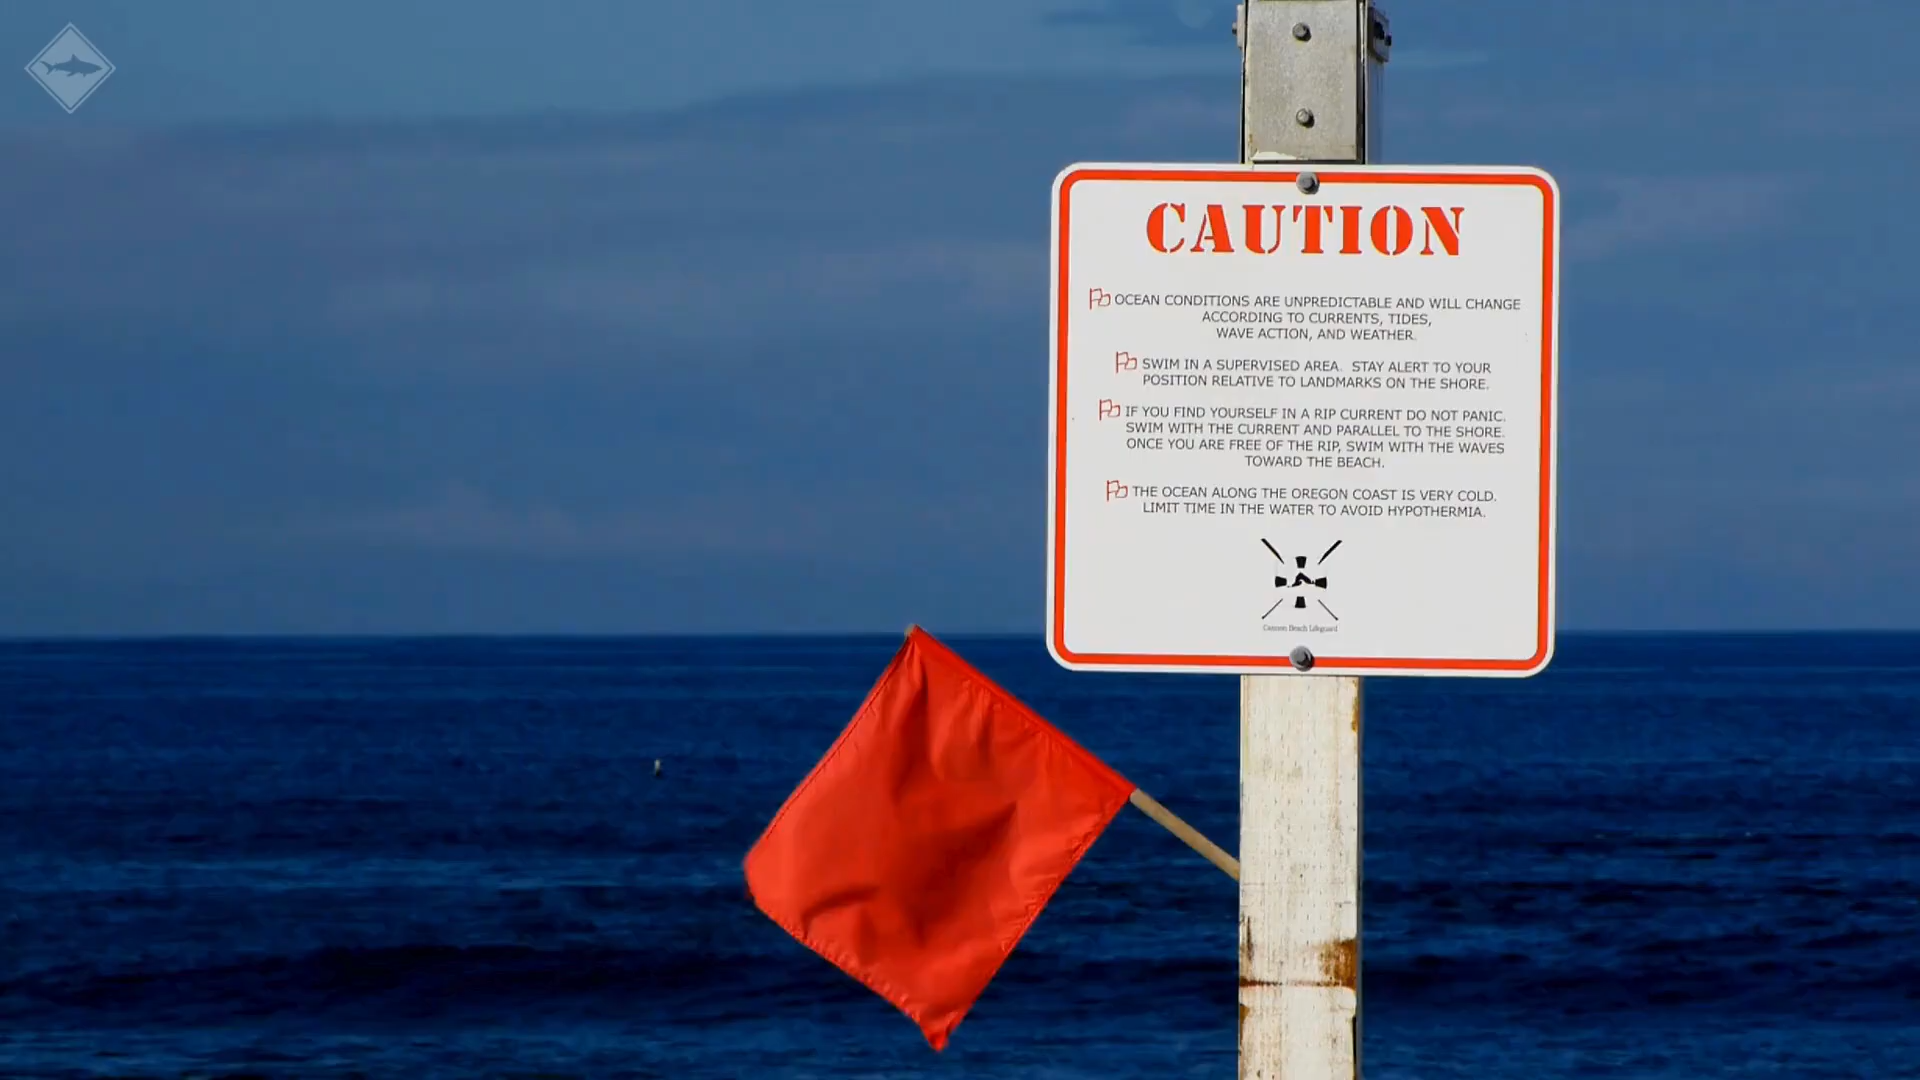 CAUTION
OCEAN CONDITIONS ARE UNPREDICTABLE AND WILL CHANGE
ACCORDING TO CURRENTS, TIDES,
WAVE ACTION, AND WEATHER.
SWIM IN A SUPERVISED AREA. STAY ALERT TO YOUR
POSITION RELATIVE TO LANDMARKS ON THE SHORE.
IF YOU FIND YOURSELF IN A RIP CURRENT DO NOT PANIC.
SWIM WITH THE CURRENT AND PARALLEL TO THE SHORE.
ONCE YOU ARE FREE OF THE RIP, SWIM WITH THE WAVES
TOWARD THE BEACH.
THE OCEAN ALONG THE OREGON COAST IS VERY COLD.
LIMIT TIME IN THE WATER TO AVOID HYPOTHERMIA.
Cannon Beach Lifeguard